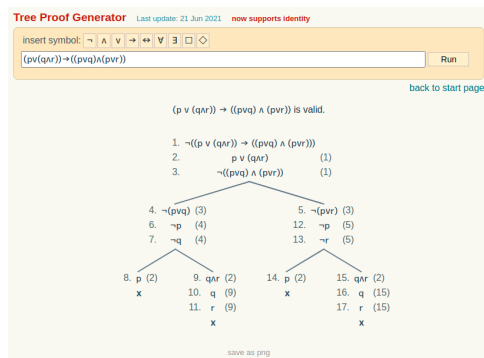 Tree Proof Generator Last update: 21 Jun 2021 now supports identity
insert symbol: ¬ ∧ ∨ → ↔ ∀ ∃ □ ◇
(p∨(q∧r))→((p∨q)∧(p∨r)) Run
back to start page
(p ∨ (q∧r)) → ((p∨q) ∧ (p∨r)) is valid.
1. ¬((p ∨ (q∧r)) → ((p∨q) ∧ (p∨r)))
2. p ∨ (q∧r) (1)
3. ¬((p∨q) ∧ (p∨r)) (1)
4. ¬(p∨q) (3) 5. ¬(p∨r) (3)
6. ¬p (4) 12. ¬p (5)
7. ¬q (4) 13. ¬r (5)
8. p (2) 9. q∧r (2) 14. p (2) 15. q∧r (2)
x 10. q (9) x 16. q (15)
11. r (9) 17. r (15)
x x
save as png